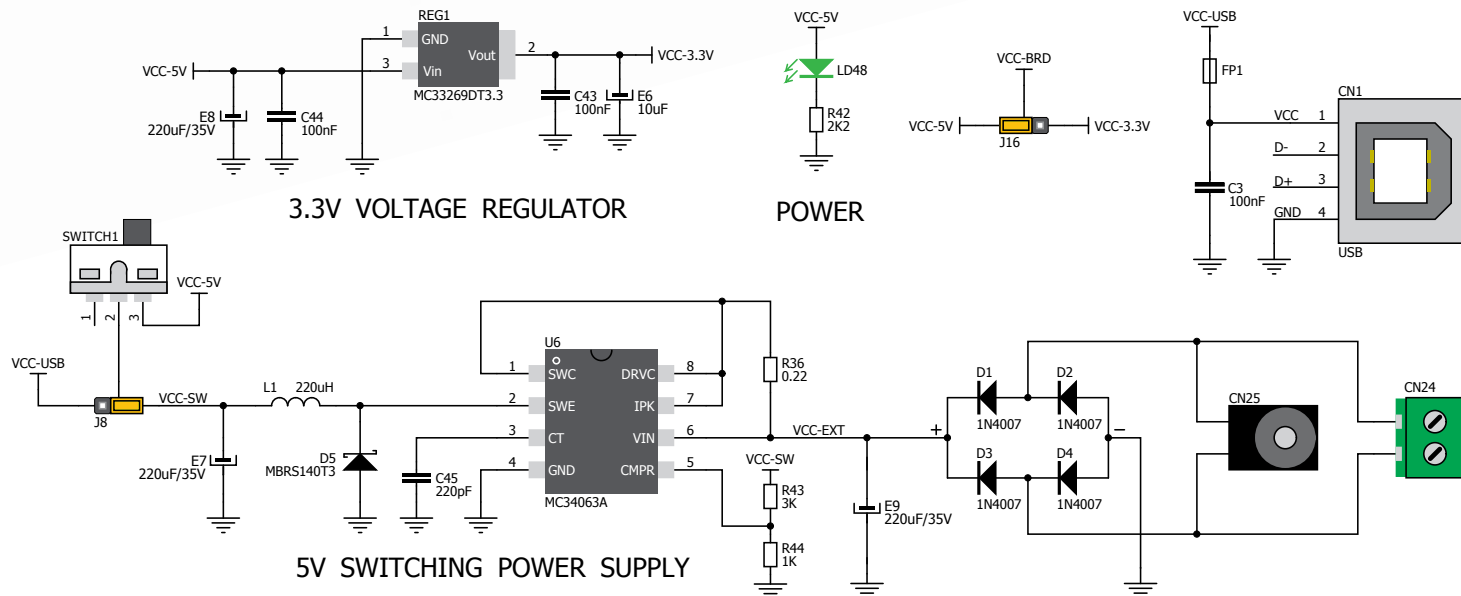 REG1
1
GND
Vout
2
VCC-3.3V
VCC-5V
3
Vin
MC33269DT3.3
E8
220uF/35V
C44
100nF
C43
100nF
E6
10uF
3.3V VOLTAGE REGULATOR
VCC-5V
LD48
R42
2K2
POWER
VCC-BRD
VCC-5V
VCC-3.3V
J16
VCC-USB
FP1
CN1
VCC
1
D-
2
D+
3
GND
4
C3
100nF
USB
SWITCH1
VCC-5V
1
2
3
VCC-USB
J8
VCC-SW
L1
220uH
E7
220uF/35V
D5
MBRS140T3
C45
220pF
U6
1
SWC
DRVC
8
2
SWE
IPK
7
3
CT
VIN
6
4
GND
CMPR
5
MC34063A
R36
0.22
VCC-EXT
VCC-SW
R43
3K
R44
1K
E9
220uF/35V
+
-
D1
1N4007
D2
1N4007
D3
1N4007
D4
1N4007
CN25
CN24
5V SWITCHING POWER SUPPLY